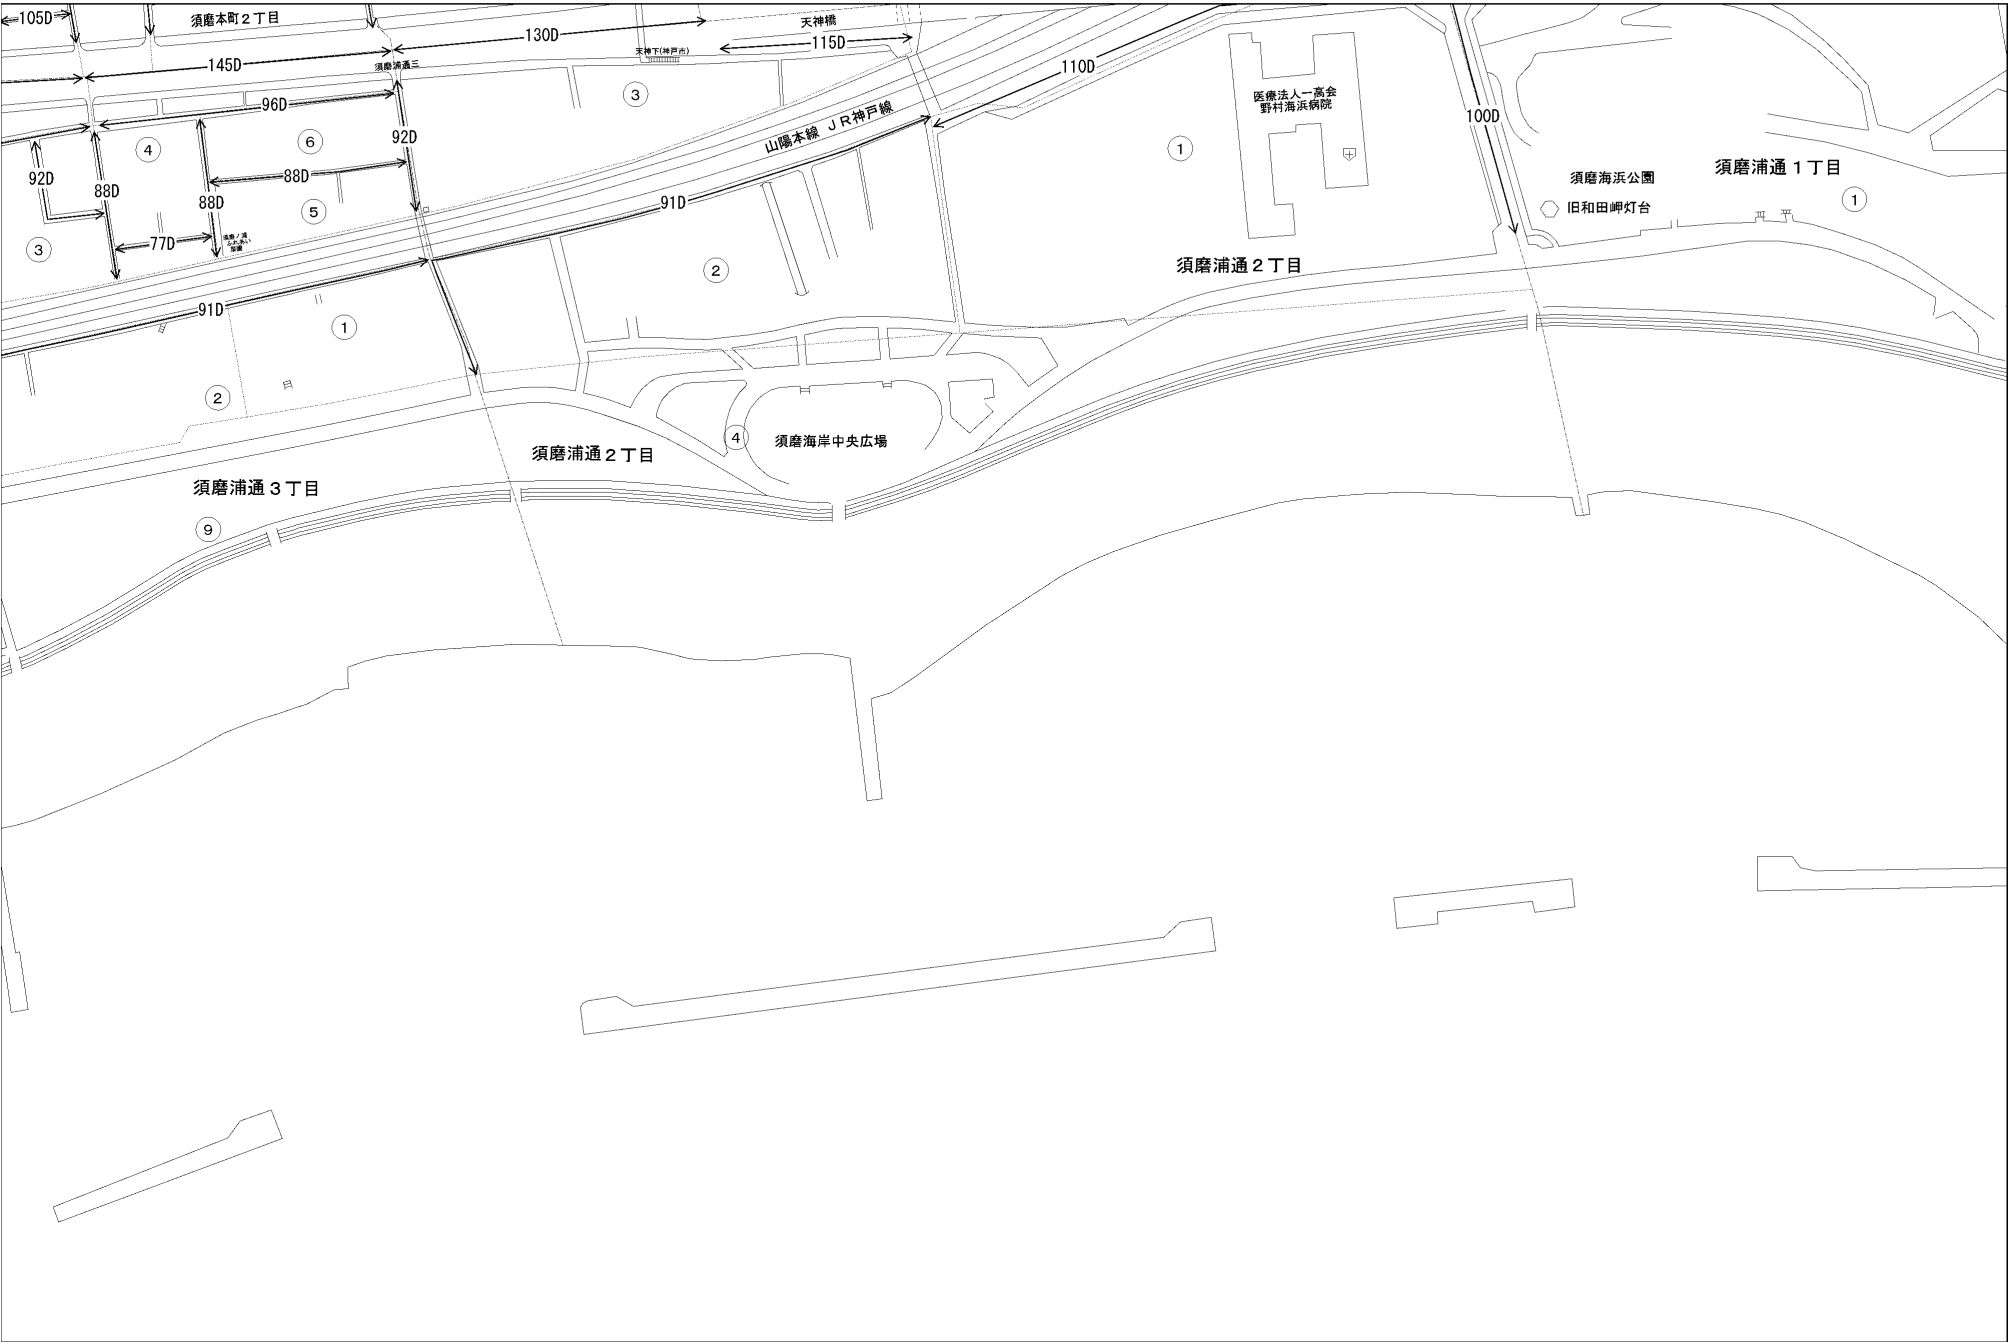 105D
須磨本町2丁目
天神橋
130D
115D
145D
天神下(神戸市)
須磨浦通三
110D
③
96D
医療法人一高会
野村海浜病院
山陽本線 JR神戸線
100D
92D
⑥
④
①
88D
92D
88D
88D
須磨海浜公園
須磨浦通1丁目
旧和田岬灯台
①
⑤
91D
77D
③
須磨浦通2丁目
②
91D
①
②
④
須磨海岸中央広場
須磨浦通2丁目
須磨浦通3丁目
⑨